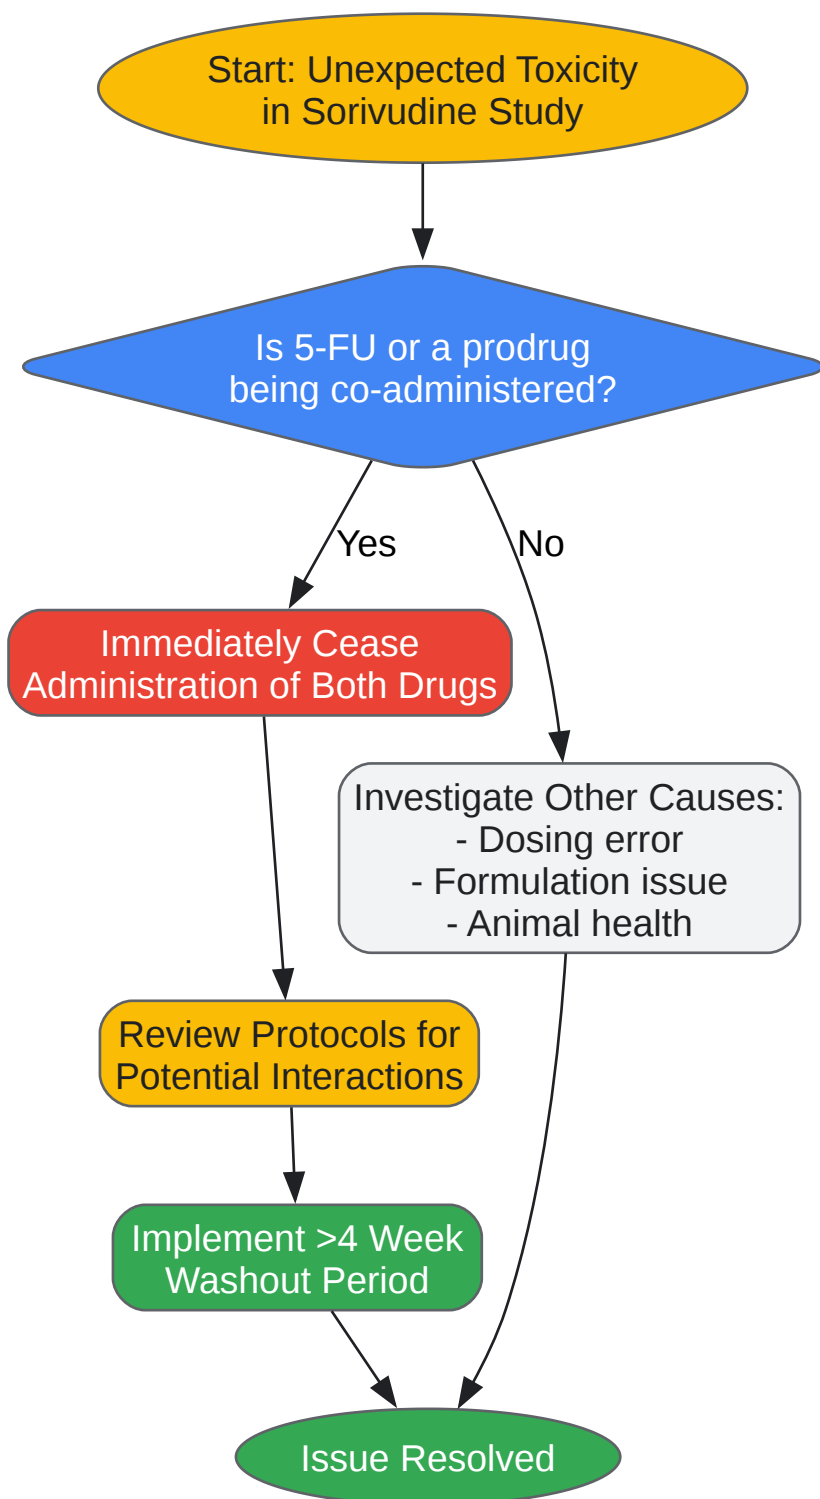 Start: Unexpected Toxicity
in Sorivudine Study
Is 5-FU or a prodrug
being co-administered?
Yes
No
Immediately Cease
Administration of Both Drugs
Investigate Other Causes:
- Dosing error
- Formulation issue
- Animal health
Review Protocols for
Potential Interactions
Implement >4 Week
Washout Period
Issue Resolved